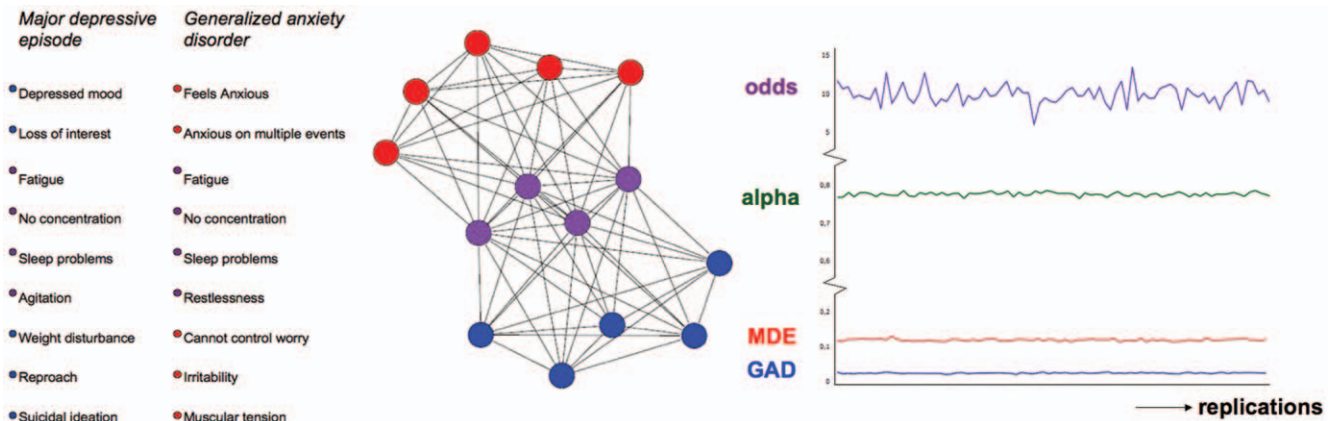 Major depressive
episode
Generalized anxiety
disorder
Depressed mood
Feels Anxious
Loss of interest
Anxious on multiple events
Fatigue
Fatigue
No concentration
No concentration
Sleep problems
Sleep problems
Agitation
Restlessness
Weight disturbance
Cannot control worry
Reproach
Irritability
Suicidal ideation
Muscular tension
odds
15
10
5
alpha
0,8
0,7
0,6
MDE
GAD
0,2
0,1
0
replications